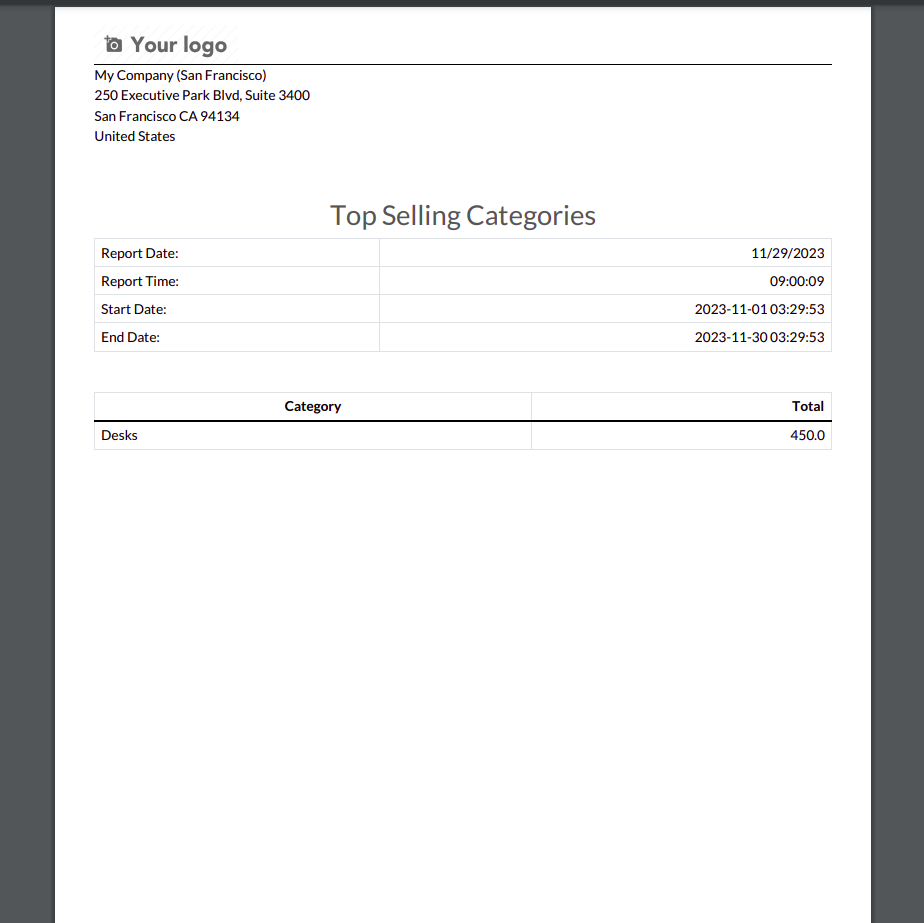 Your logo
My Company (San Francisco)
250 Executive Park Blvd, Suite 3400
San Francisco CA 94134
United States
Top Selling Categories
Report Date: 11/29/2023
Report Time: 09:00:09
Start Date: 2023-11-01 03:29:53
End Date: 2023-11-30 03:29:53
Category Total
Desks 450.0